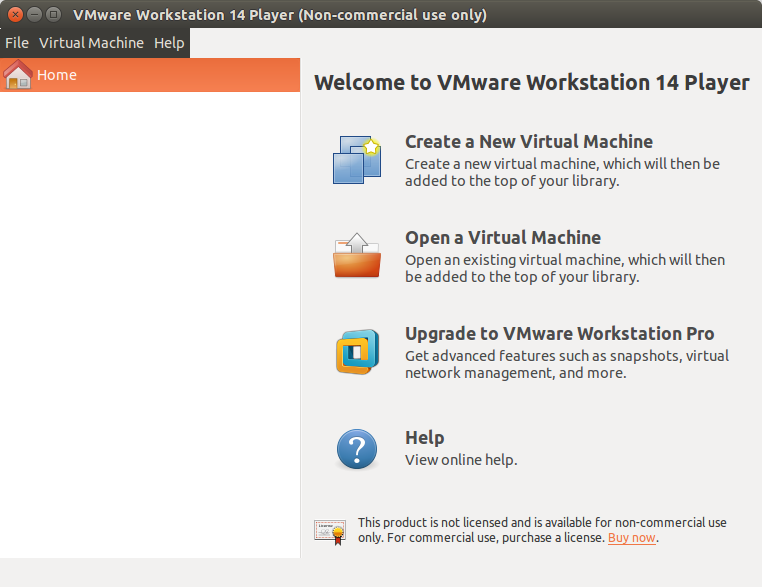 VMware Workstation 14 Player (Non-commercial use only)
File Virtual Machine Help
Home
Welcome to VMware Workstation 14 Player
Create a New Virtual Machine
Create a new virtual machine, which will then be
added to the top of your library.
Open a Virtual Machine
Open an existing virtual machine, which will then
be added to the top of your library.
Upgrade to VMware Workstation Pro
Get advanced features such as snapshots, virtual
network management, and more.
?
Help
View online help.
License
This product is not licensed and is available for non-commercial use
only. For commercial use, purchase a license. Buy now.